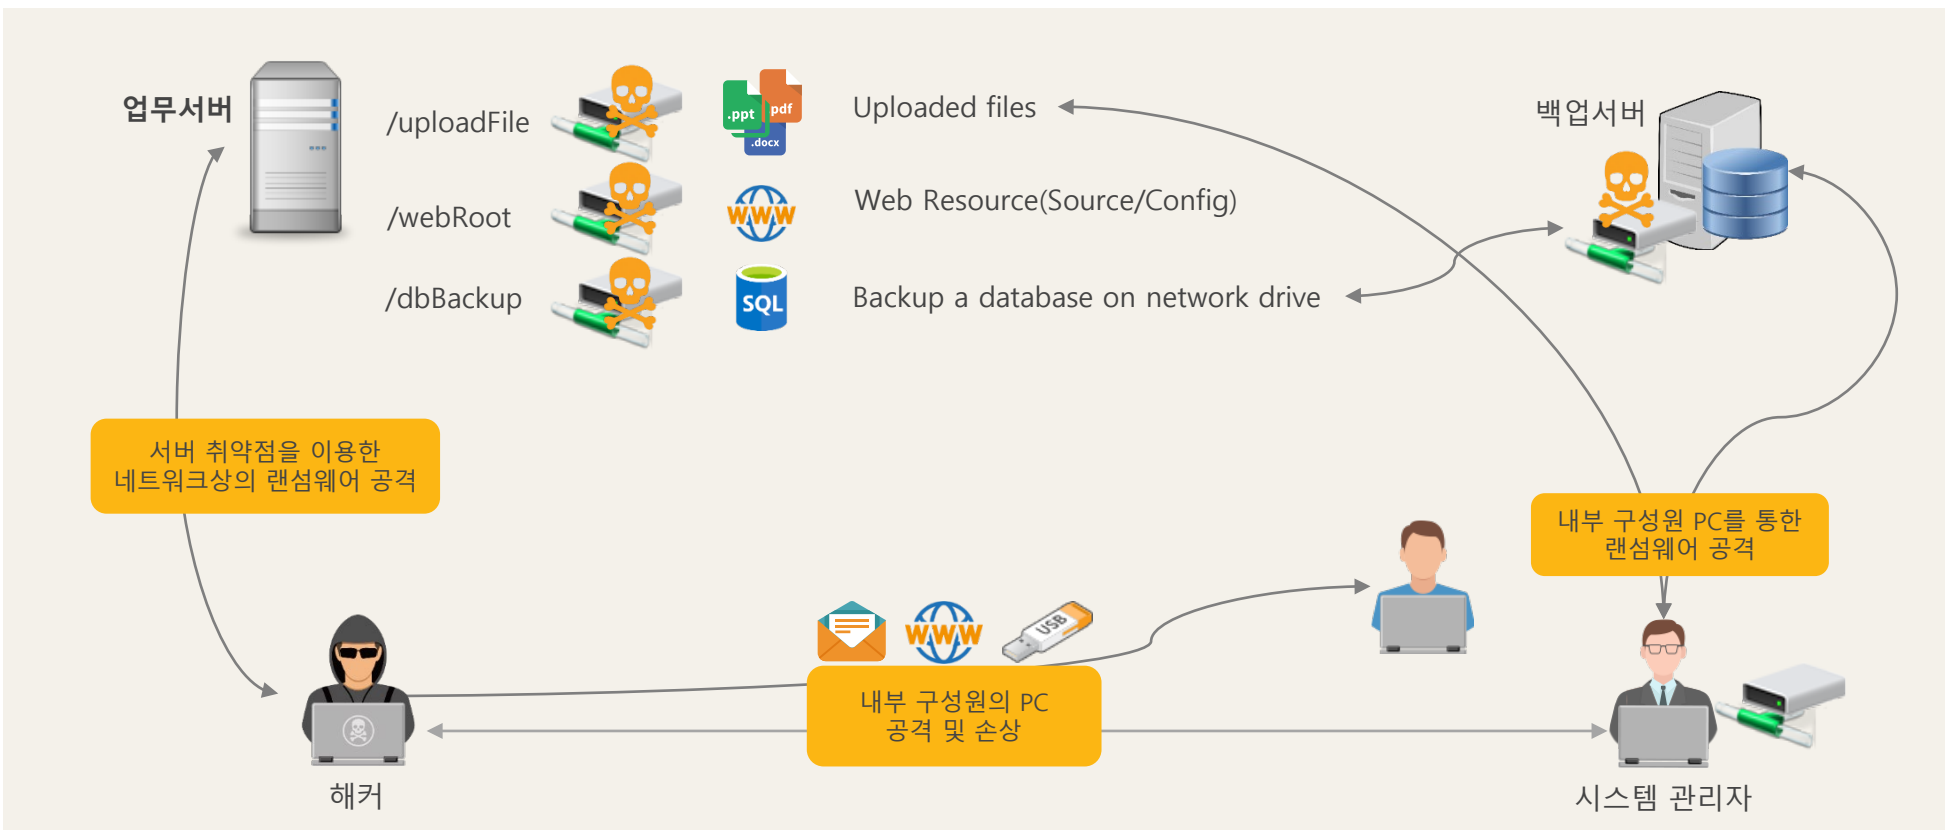 업무서버
/uploadFile
.ppt
pdf
.docx
Uploaded files
백업서버
/webRoot
WWW
Web Resource(Source/Config)
/dbBackup
SQL
Backup a database on network drive
서버 취약점을 이용한
네트워크상의 랜섬웨어 공격
내부 구성원 PC를 통한
랜섬웨어 공격
WWW
USB
내부 구성원의 PC
공격 및 손상
해커
시스템 관리자